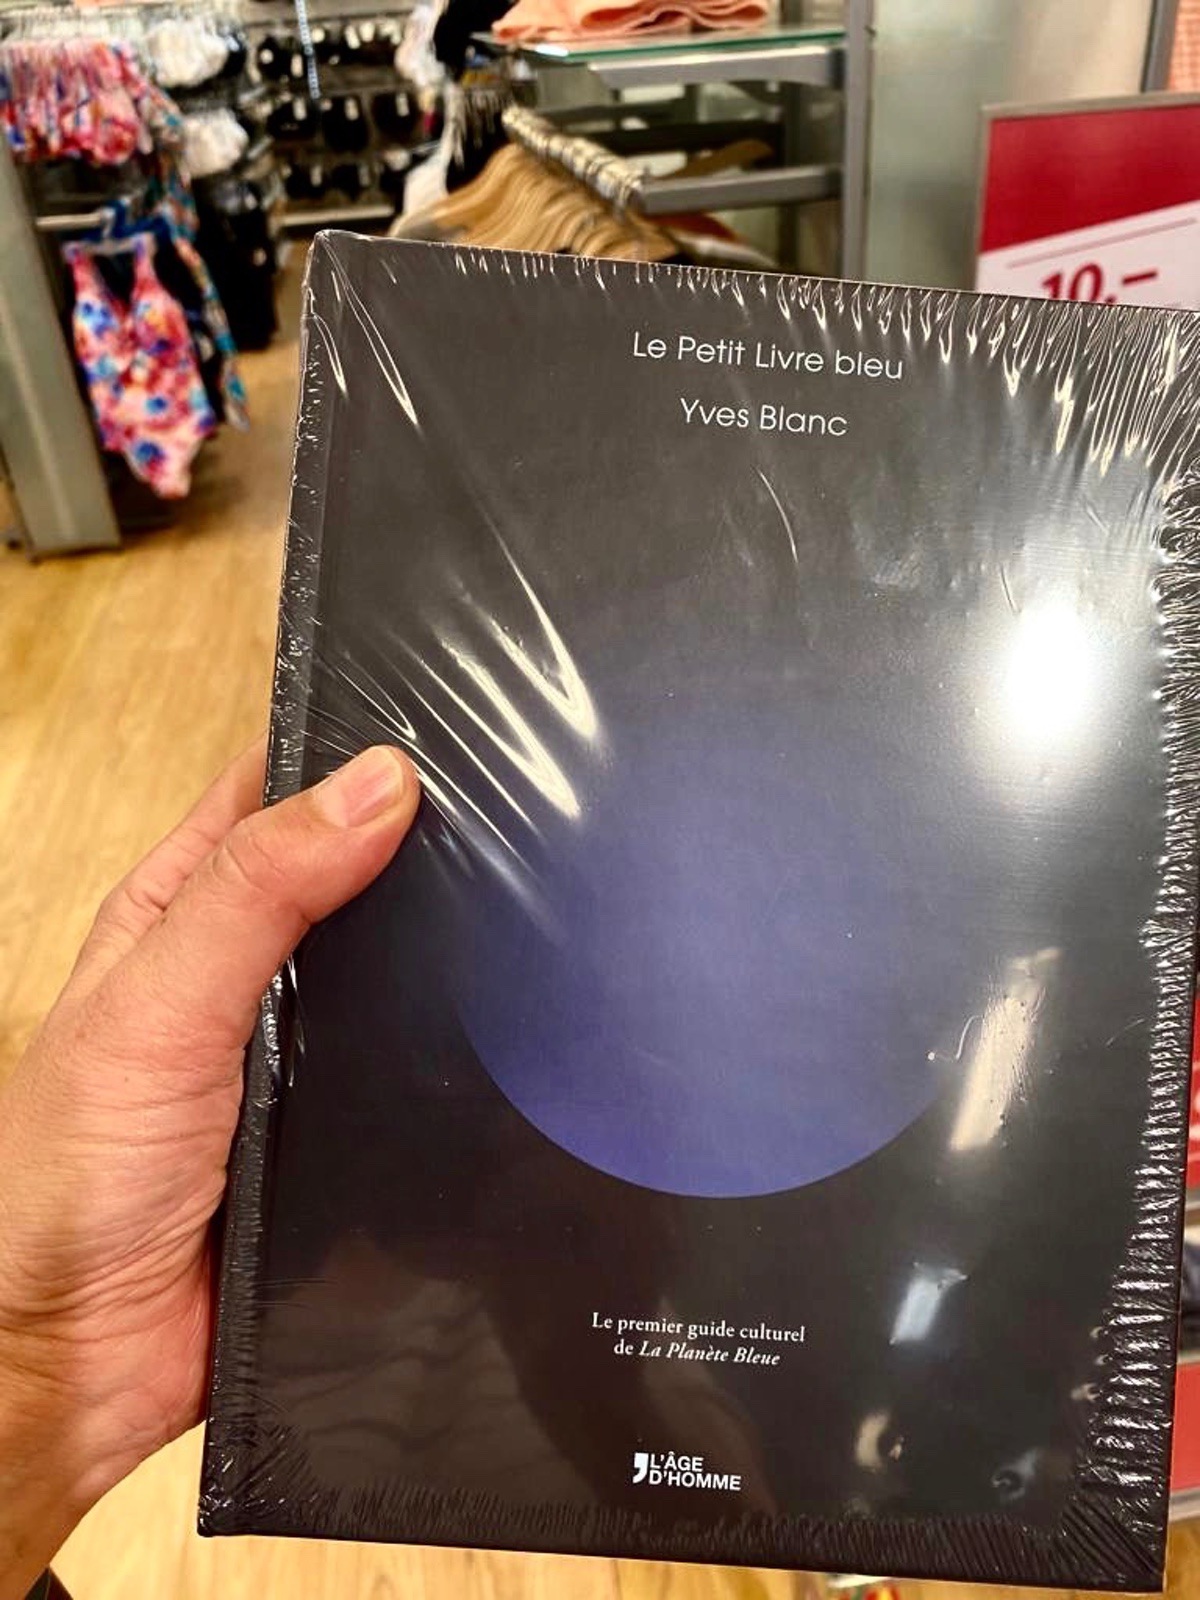 10.–
Le Petit Livre bleu
Yves Blanc
Le premier guide culturel
de La Planète Bleue
L'ÂGE
D'HOMME